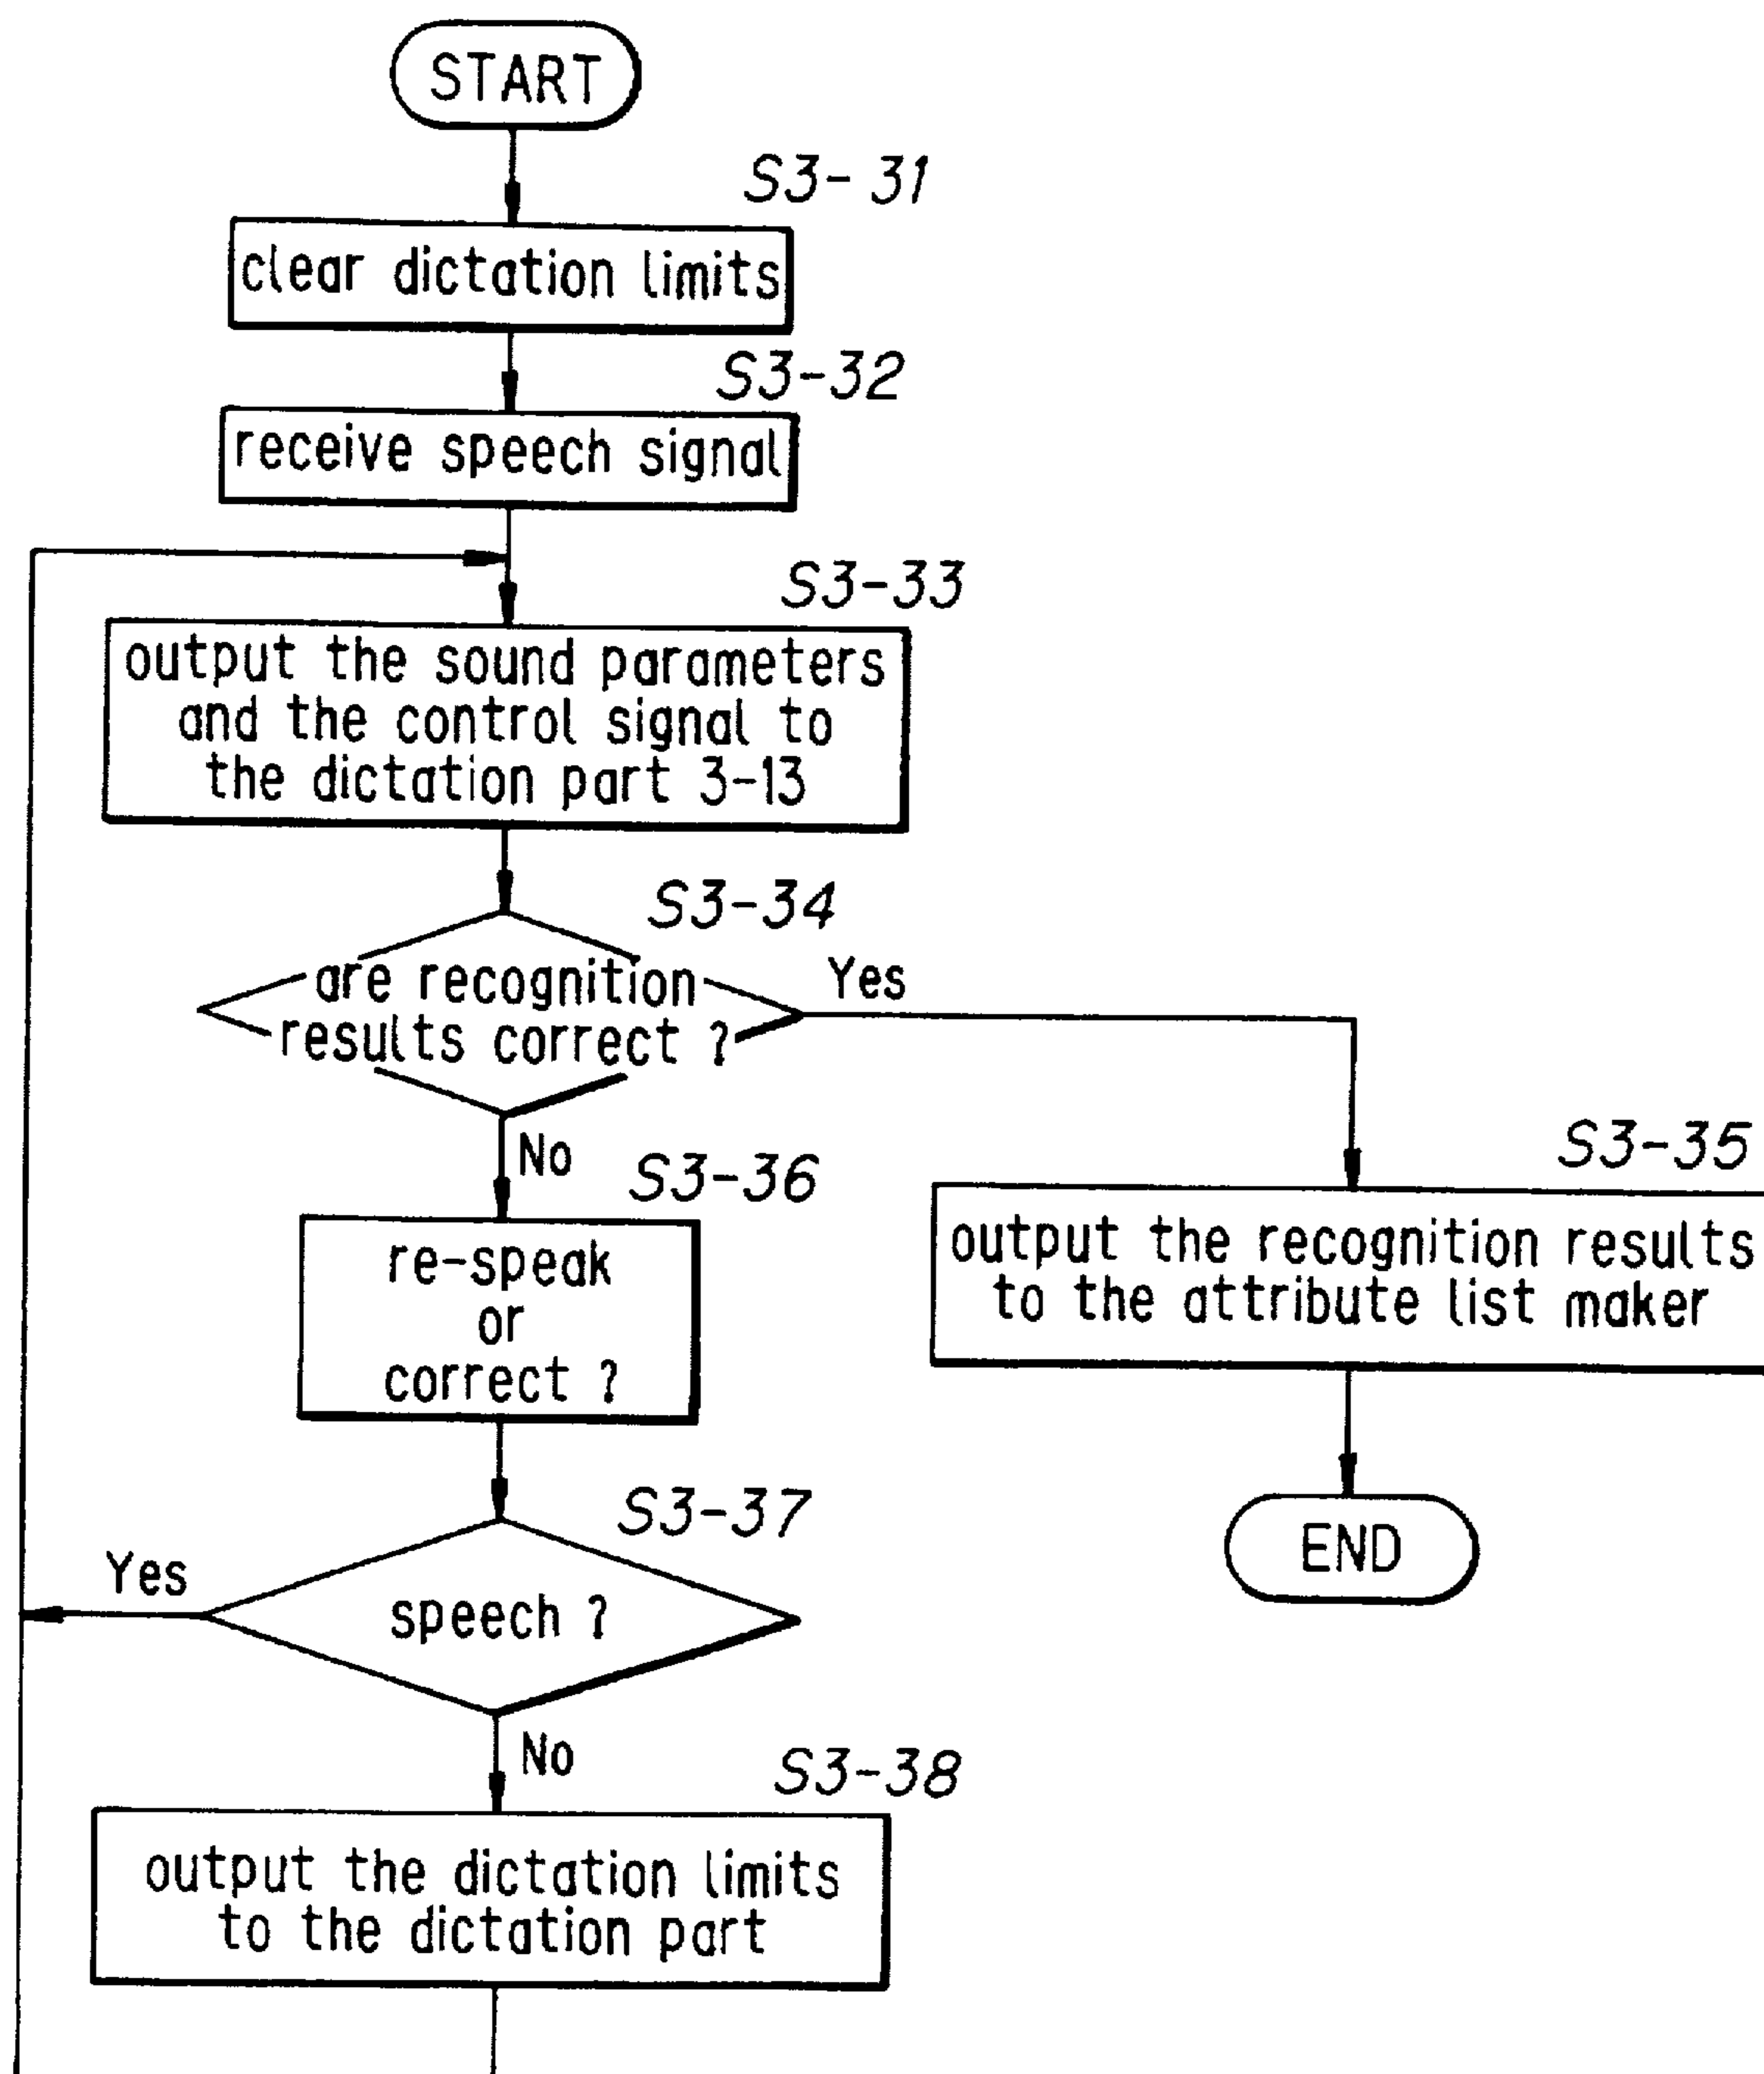 START
S3-31
clear dictation limits
S3-32
receive speech signal
S3-33
output the sound parameters
and the control signal to
the dictation part 3-13
S3-34
are recognition
results correct ?
Yes
No
S3-35
output the recognition results
to the attribute list maker
END
S3-36
re-speak
or
correct ?
S3-37
speech ?
Yes
No
S3-38
output the dictation limits
to the dictation part